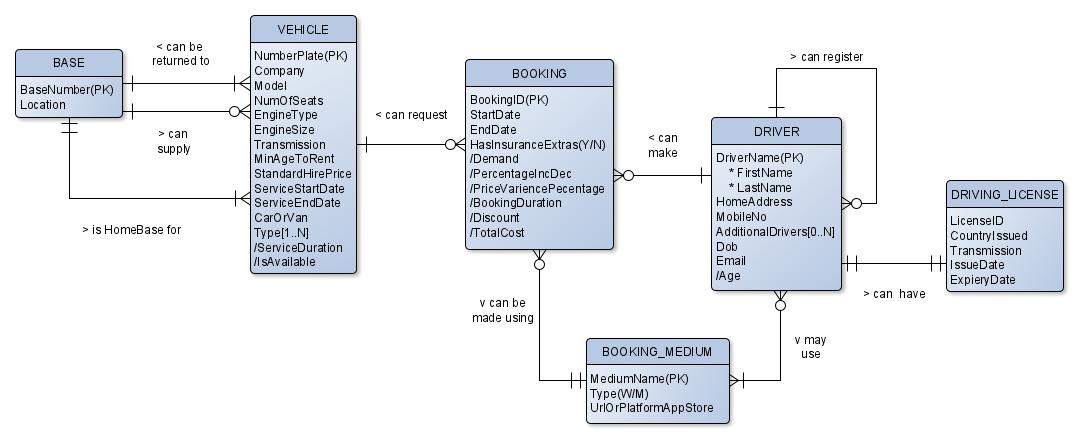 BASE
BaseNumber(PK)
Location
< can be
returned to
> can
supply
> is HomeBase for
VEHICLE
NumberPlate(PK)
Company
Model
NumOfSeats
EngineType
EngineSize
Transmission
MinAgeToRent
StandardHirePrice
ServiceStartDate
ServiceEndDate
CarOrVan
Type[1..N]
/ServiceDuration
/IsAvailable
< can request
BOOKING
BookingID(PK)
StartDate
EndDate
HasInsuranceExtras(Y/N)
/Demand
/PercentageIncDec
/PriceVariencePecentage
/BookingDuration
/Discount
/TotalCost
< can
make
> can register
DRIVER
DriverName(PK)
* FirstName
* LastName
HomeAddress
MobileNo
AdditionalDrivers[0..N]
Dob
Email
/Age
> can have
DRIVING_LICENSE
LicenseID
CountryIssued
Transmission
IssueDate
ExpieryDate
v can be
made using
v may
use
BOOKING_MEDIUM
MediumName(PK)
Type(W/M)
UrlOrPlatformAppStore